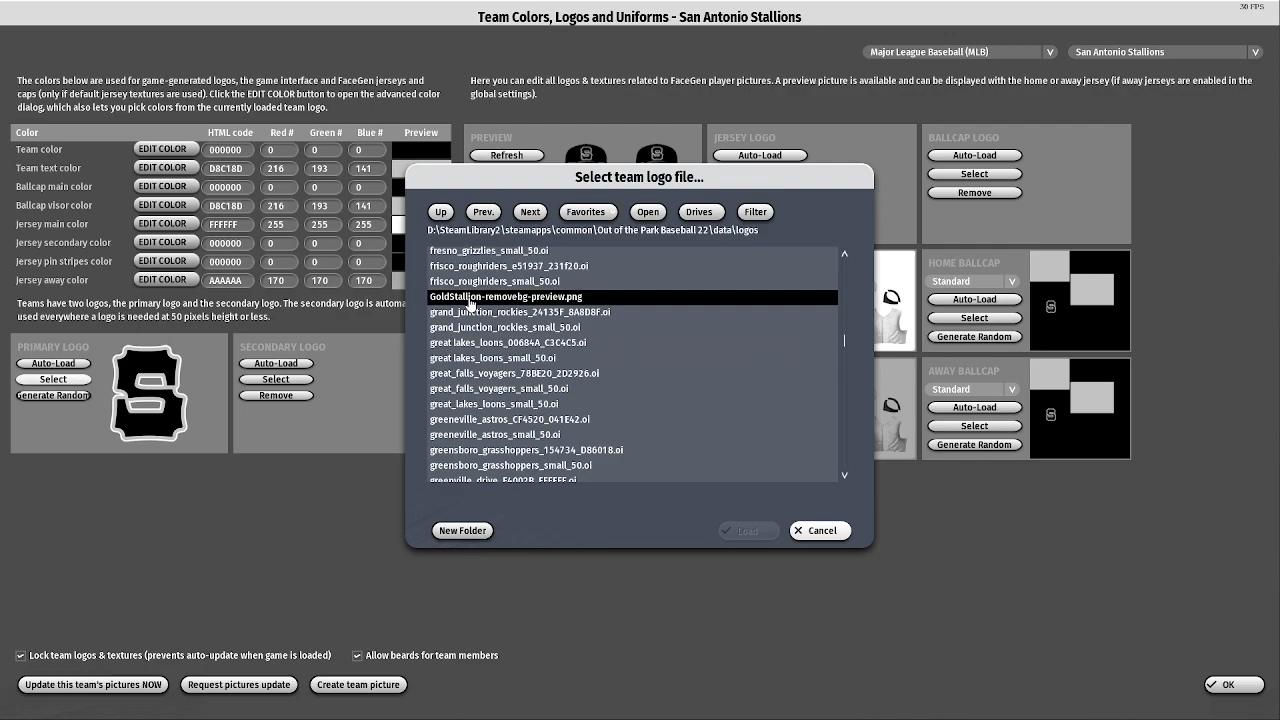 30 FPS
Team Colors, Logos and Uniforms - San Antonio Stallions
Major League Baseball (MLB)
San Antonio Stallions
The colors below are used for game-generated logos, the game interface and FaceGen jerseys and
caps (only if default jersey textures are used). Click the EDIT COLOR button to open the advanced color
dialog, which also lets you pick colors from the currently loaded team logo.
Here you can edit all logos & textures related to FaceGen player pictures. A preview picture is available and can be displayed with the home or away jersey (if away jerseys are enabled in the
global settings).
Color HTML code Red # Green # Blue # Preview
Team color EDIT COLOR 000000 0 0 0
Team text color EDIT COLOR D8C18D 216 193 141
Ballcap main color EDIT COLOR 000000 0 0 0
Ballcap visor color EDIT COLOR D8C18D 216 193 141
Jersey main color EDIT COLOR FFFFFF 255 255 255
Jersey secondary color EDIT COLOR 000000 0 0 0
Jersey pin stripes color EDIT COLOR 000000 0 0 0
Jersey away color EDIT COLOR AAAAAA 170 170 170
Teams have two logos, the primary logo and the secondary logo. The secondary logo is
used everywhere a logo is needed at 50 pixels height or less.
PRIMARY LOGO
Auto-Load
Select
Generate Random
S
SECONDARY LOGO
Auto-Load
Select
Remove
PREVIEW
Refresh
S
S
JERSEY LOGO
Auto-Load
BALLCAP LOGO
Auto-Load
Select
Remove
HOME BALLCAP
Standard
Auto-Load
Select
Generate Random
S
AWAY BALLCAP
Standard
Auto-Load
Select
Generate Random
S
Select team logo file...
Up Prev. Next Favorites Open Drives Filter
D:\SteamLibrary2\steamapps\common\Out of the Park Baseball 22\data\logos
fresno_grizzlies_small_50.oi
frisco_roughriders_e51937_231f20.oi
frisco_roughriders_small_50.oi
GoldStallion-removebg-preview.png
grand_junction_rockies_24135F_8A8D8F.oi
grand_junction_rockies_small_50.oi
great lakes_loons_00684A_C3C4C5.oi
great lakes_loons_small_50.oi
great_falls_voyagers_78BE20_2D2926.oi
great_falls_voyagers_small_50.oi
great_lakes_loons_small_50.oi
greeneville_astros_CF4520_041E42.oi
greeneville_astros_small_50.oi
greensboro_grasshoppers_154734_D86018.oi
greensboro_grasshoppers_small_50.oi
greenville_drive_E4002B_FFFFFF.oi
New Folder
Load
Cancel
Lock team logos & textures (prevents auto-update when game is loaded)
Allow beards for team members
Update this team's pictures NOW
Request pictures update
Create team picture
OK